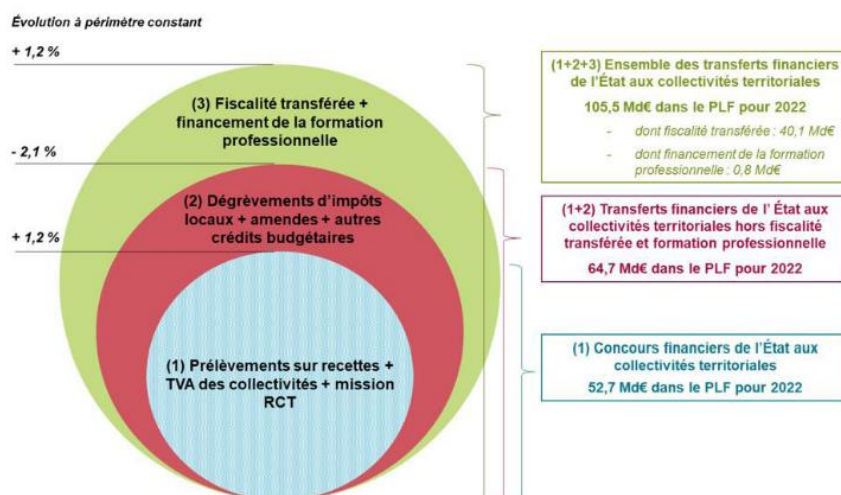 Évolution à périmètre constant
+ 1,2 %
- 2,1 %
+ 1,2 %
(3) Fiscalité transférée +
financement de la formation
professionnelle
(2) Dégrèvements d'impôts
locaux + amendes + autres
crédits budgétaires
(1) Prélèvements sur recettes +
TVA des collectivités + mission
RCT
(1+2+3) Ensemble des transferts financiers
de l'État aux collectivités territoriales
105,5 Md€ dans le PLF pour 2022
- dont fiscalité transférée : 40,1 Md€
- dont financement de la formation
professionnelle : 0,8 Md€
(1+2) Transferts financiers de l' État aux
collectivités territoriales hors fiscalité
transférée et formation professionnelle
64,7 Md€ dans le PLF pour 2022
(1) Concours financiers de l'État aux
collectivités territoriales
52,7 Md€ dans le PLF pour 2022